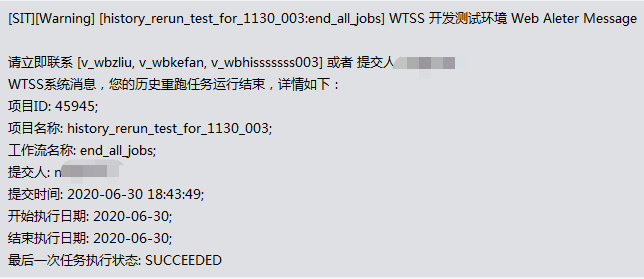 [SIT][Warning] [history_rerun_test_for_1130_003:end_all_jobs] WTSS 开发测试环境 Web Aleter Message
请立即联系 [v_wbzliu, v_wbkefan, v_wbhisssssss003] 或者 提交人
WTSS系统消息，您的历史重跑任务运行结束，详情如下：
项目ID: 45945;
项目名称: history_rerun_test_for_1130_003;
工作流名称: end_all_jobs;
提交人: n
提交时间: 2020-06-30 18:43:49;
开始执行日期: 2020-06-30;
结束执行日期: 2020-06-30;
最后一次任务执行状态: SUCCEEDED